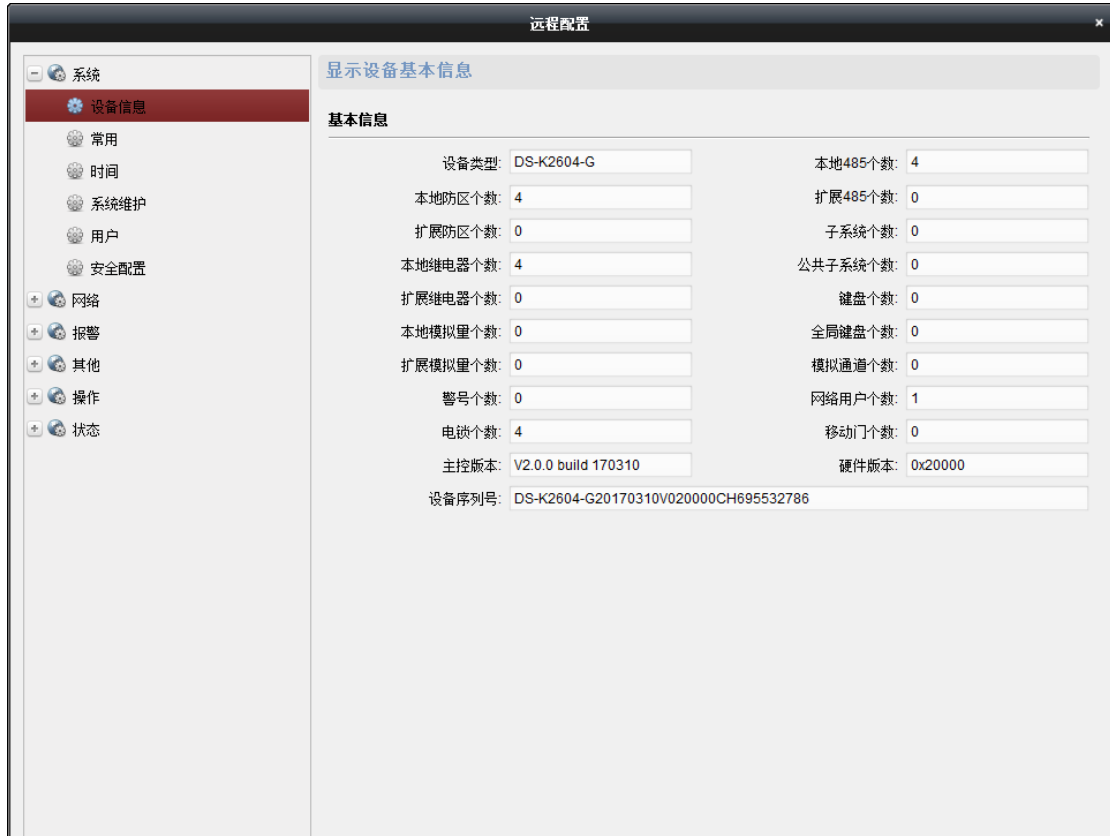 远程配置
系统
设备信息
常用
时间
系统维护
用户
安全配置
网络
报警
其他
操作
状态
显示设备基本信息
基本信息
设备类型: DS-K2604-G 本地485个数: 4
本地防区个数: 4 扩展485个数: 0
扩展防区个数: 0 子系统个数: 0
本地继电器个数: 4 公共子系统个数: 0
扩展继电器个数: 0 键盘个数: 0
本地模拟量个数: 0 全局键盘个数: 0
扩展模拟量个数: 0 模拟通道个数: 0
警号个数: 0 网络用户个数: 1
电锁个数: 4 移动门个数: 0
主控版本: V2.0.0 build 170310 硬件版本: 0x20000
设备序列号: DS-K2604-G20170310V020000CH695532786